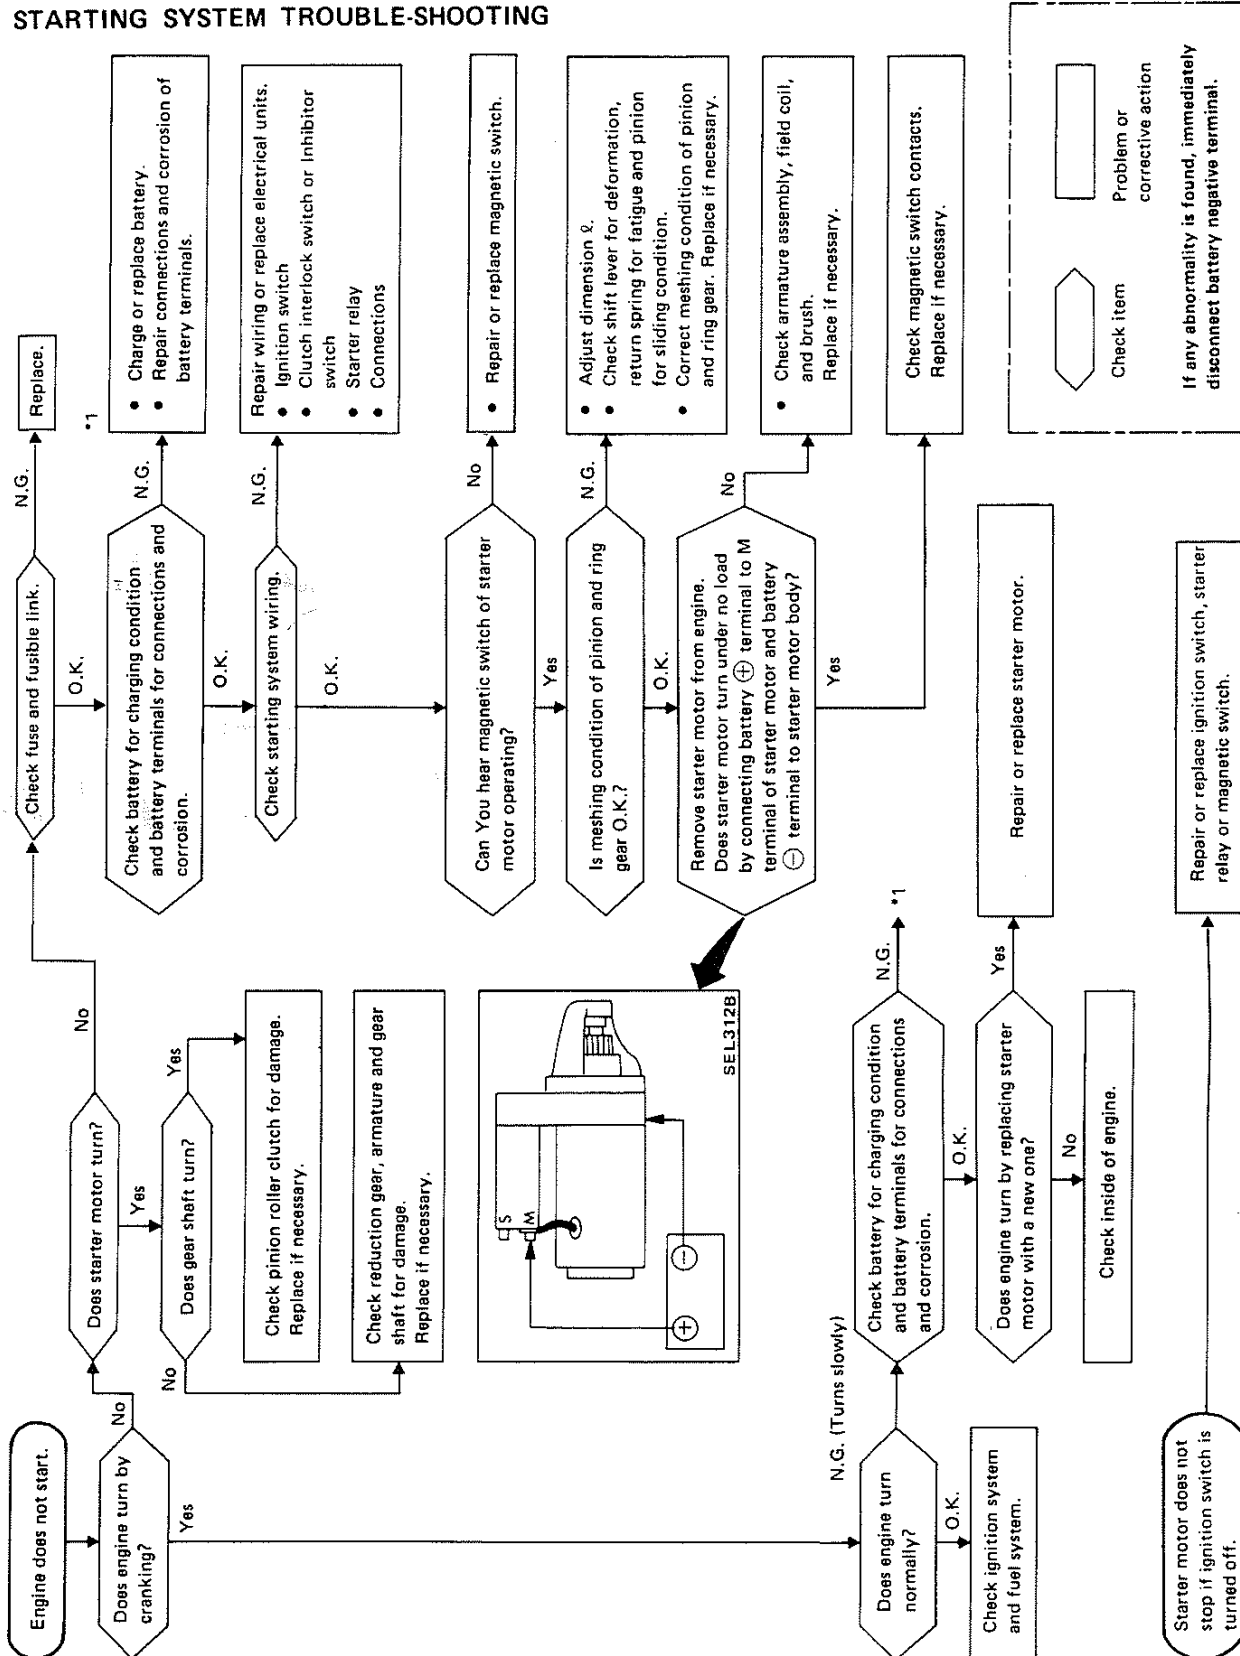 STARTING SYSTEM TROUBLE-SHOOTING
Engine does not start.
Does engine turn by
cranking?
No
Yes
Does starter motor turn?
No
Yes
Does gear shaft turn?
Yes
No
Check pinion roller clutch for damage.
Replace if necessary.
Check reduction gear, armature and gear
shaft for damage.
Replace if necessary.
Check fuse and fusible link.
N.G.
Replace.
O.K.
Check battery for charging condition
and battery terminals for connections and
corrosion.
N.G.
*1
• Charge or replace battery.
• Repair connections and corrosion of
battery terminals.
O.K.
Check starting system wiring.
N.G.
Repair wiring or replace electrical units.
• Ignition switch
• Clutch interlock switch or Inhibitor
switch
• Starter relay
• Connections
O.K.
Can You hear magnetic switch of starter
motor operating?
No
• Repair or replace magnetic switch.
Yes
Is meshing condition of pinion and ring
gear O.K.?
N.G.
• Adjust dimension ℓ.
• Check shift lever for deformation,
return spring for fatigue and pinion
for sliding condition.
• Correct meshing condition of pinion
and ring gear. Replace if necessary.
O.K.
Remove starter motor from engine.
Does starter motor turn under no load
by connecting battery ⊕ terminal to M
terminal of starter motor and battery
⊖ terminal to starter motor body?
No
• Check armature assembly, field coil,
and brush.
Replace if necessary.
Yes
Check magnetic switch contacts.
Replace if necessary.
S
M
⊕
⊖
SEL312B
Does engine turn
normally?
N.G. (Turns slowly)
O.K.
Check ignition system
and fuel system.
Check battery for charging condition
and battery terminals for connections
and corrosion.
N.G.
*1
O.K.
Does engine turn by replacing starter
motor with a new one?
Yes
Repair or replace starter motor.
No
Check inside of engine.
Starter motor does not
stop if ignition switch is
turned off.
Repair or replace ignition switch, starter
relay or magnetic switch.
Check item
Problem or
corrective action
If any abnormality is found, immediately
disconnect battery negative terminal.